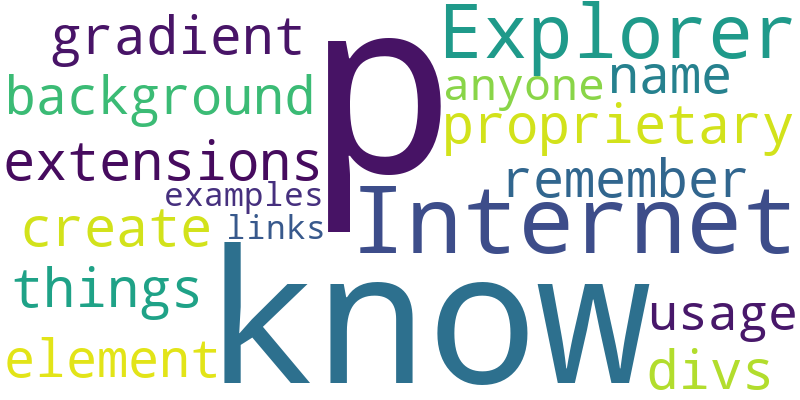 gradient
p
Explorer
background
anyone
name
proprietary
extensions
examples
remember
create
links
Internet
things
know
usage
element
divs